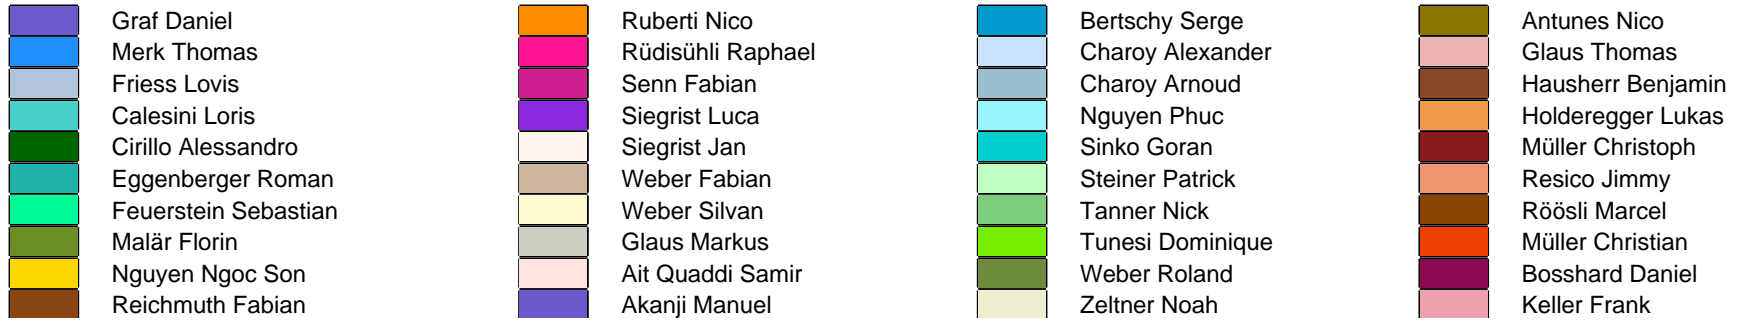 Graf Daniel
Merk Thomas
Friess Lovis
Calesini Loris
Cirillo Alessandro
Eggenberger Roman
Feuerstein Sebastian
Malär Florin
Nguyen Ngoc Son
Reichmuth Fabian
Ruberti Nico
Rüdisühli Raphael
Senn Fabian
Siegrist Luca
Siegrist Jan
Weber Fabian
Weber Silvan
Glaus Markus
Ait Quaddi Samir
Akanji Manuel
Bertschy Serge
Charoy Alexander
Charoy Arnoud
Nguyen Phuc
Sinko Goran
Steiner Patrick
Tanner Nick
Tunesi Dominique
Weber Roland
Zeltner Noah
Antunes Nico
Glaus Thomas
Hausherr Benjamin
Holderegger Lukas
Müller Christoph
Resico Jimmy
Röösli Marcel
Müller Christian
Bosshard Daniel
Keller Frank